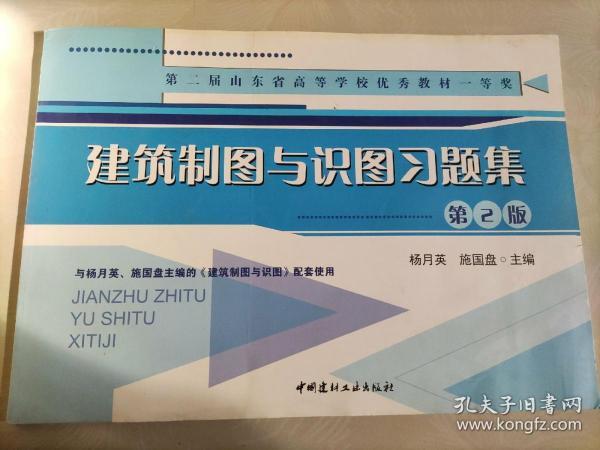 第二届山东省高等学校优秀教材一等奖
建筑制图与识图习题集
第2版
杨月英 施国盘 主编
与杨月英、施国盘主编的《建筑制图与识图》配套使用
JIANZHU ZHITU
YU SHITU
XITIJI
中国建材工业出版社
孔夫子旧书网
www.kongfz.com